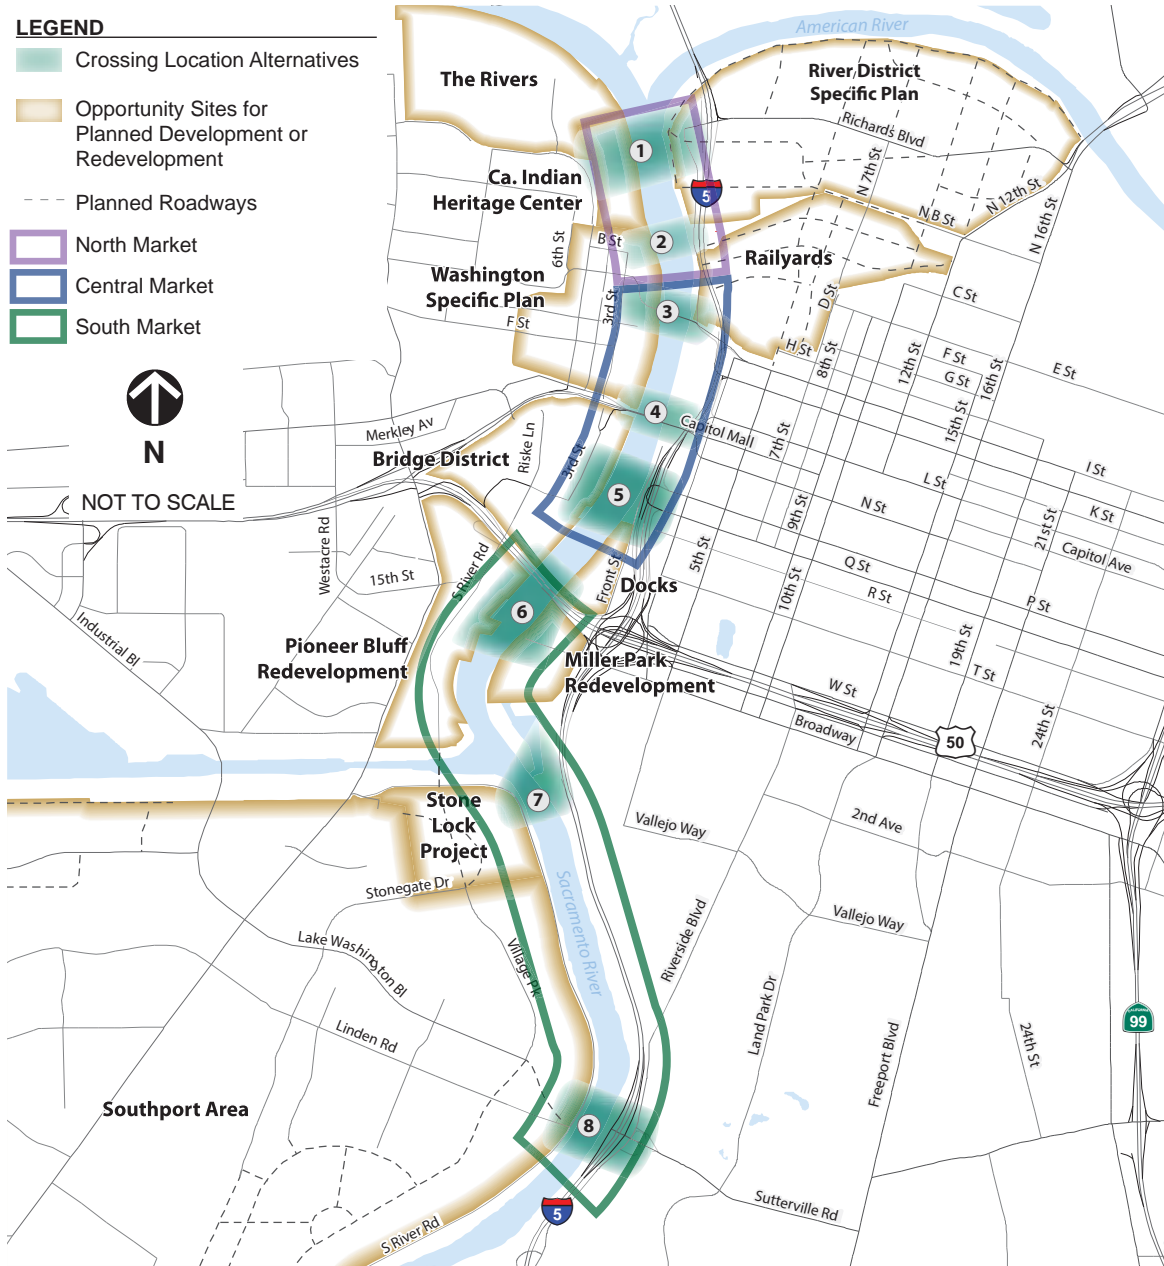 LEGEND
Crossing Location Alternatives
Opportunity Sites for
Planned Development or
Redevelopment
Planned Roadways
North Market
Central Market
South Market
N
NOT TO SCALE
American River
The Rivers
River District
Specific Plan
Richards Blvd
1
N 7th St
5
Ca. Indian
Heritage Center
N 12th St
N B St
N 16th St
6th St
B St
2
Railyards
Washington
Specific Plan
3rd St
3
D St
C St
F St
H St
8th St
12th St
F St
G St
16th St
E St
4
Capitol Mall
15th St
Merkley Av
Riske Ln
7th St
Bridge District
3rd St
I St
L St
5
9th St
N St
K St
21st St
Capitol Ave
Westacre Rd
15th St
S River Rd
Front St
5th St
Docks
Q St
10th St
R St
P St
6
Industrial Bl
Pioneer Bluff
Redevelopment
Miller Park
Redevelopment
19th St
T St
W St
Broadway
50
24th St
7
Stone
Lock
Project
Vallejo Way
2nd Ave
Stonegate Dr
Sacramento River
Vallejo Way
Riverside Blvd
Lake Washington Bl
Village Pk
Land Park Dr
Linden Rd
CALIFORNIA
99
24th St
Freeport Blvd
Southport Area
8
Sutterville Rd
5
S River Rd